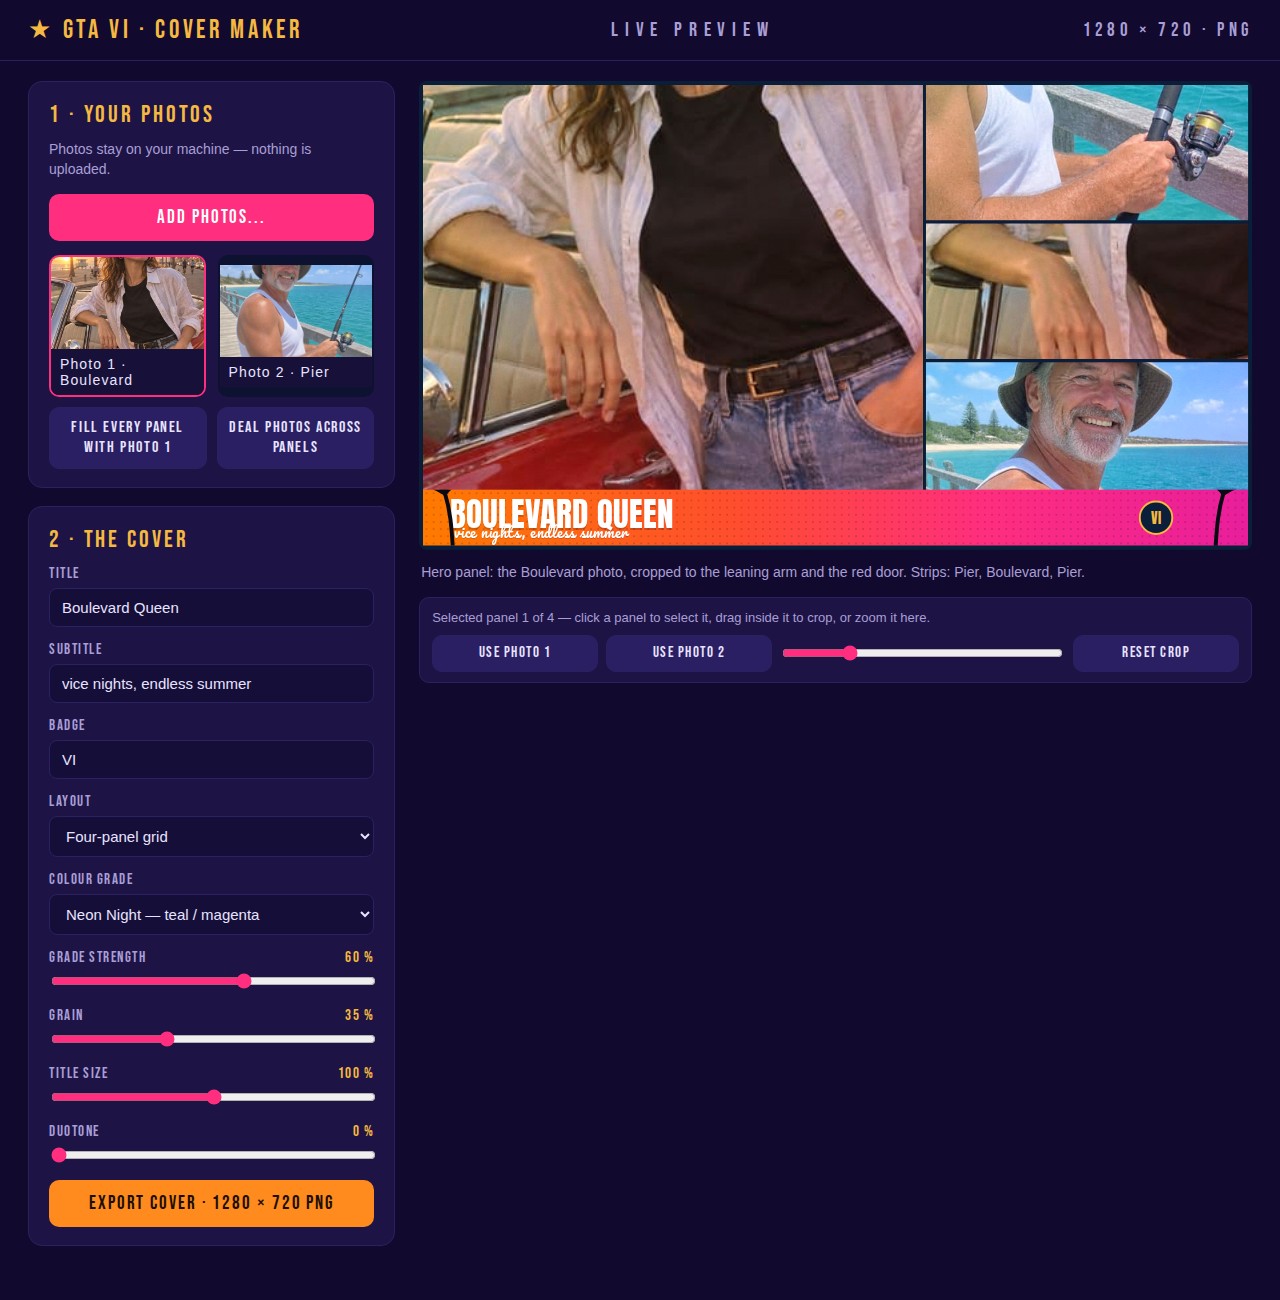 ★ GTA VI · COVER MAKER
LIVE PREVIEW
1280 × 720 · PNG
1 · YOUR PHOTOS
Photos stay on your machine — nothing is
uploaded.
ADD PHOTOS...
Photo 1 ·
Boulevard
Photo 2 · Pier
FILL EVERY PANEL
WITH PHOTO 1
DEAL PHOTOS ACROSS
PANELS
2 · THE COVER
TITLE
Boulevard Queen
SUBTITLE
vice nights, endless summer
BADGE
VI
LAYOUT
Four-panel grid
COLOUR GRADE
Neon Night — teal / magenta
GRADE STRENGTH
60 %
GRAIN
35 %
TITLE SIZE
100 %
DUOTONE
0 %
EXPORT COVER · 1280 × 720 PNG
BOULEVARD QUEEN
vice nights, endless summer
VI
Hero panel: the Boulevard photo, cropped to the leaning arm and the red door. Strips: Pier, Boulevard, Pier.
Selected panel 1 of 4 — click a panel to select it, drag inside it to crop, or zoom it here.
USE PHOTO 1
USE PHOTO 2
RESET CROP